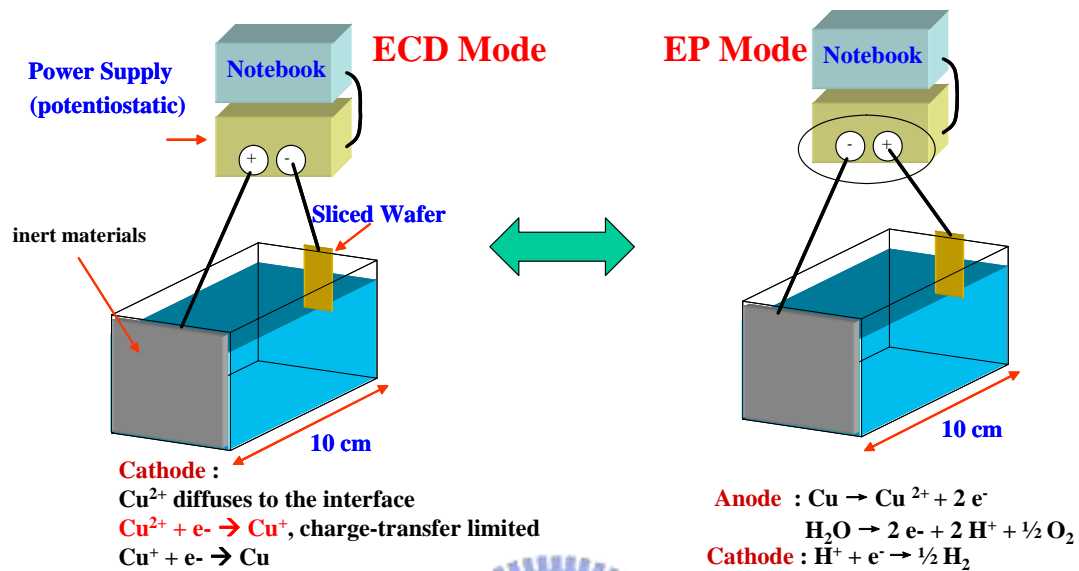 ECD Mode
Notebook
Power Supply
(potentiostatic)
+ -
Sliced Wafer
inert materials
10 cm
Cathode :
Cu²⁺ diffuses to the interface
Cu²⁺ + e- → Cu⁺, charge-transfer limited
Cu⁺ + e- → Cu
EP Mode
Notebook
- +
10 cm
Anode : Cu → Cu ²⁺ + 2 e⁻
H₂O → 2 e- + 2 H⁺ + ½ O₂
Cathode : H⁺ + e⁻ → ½ H₂